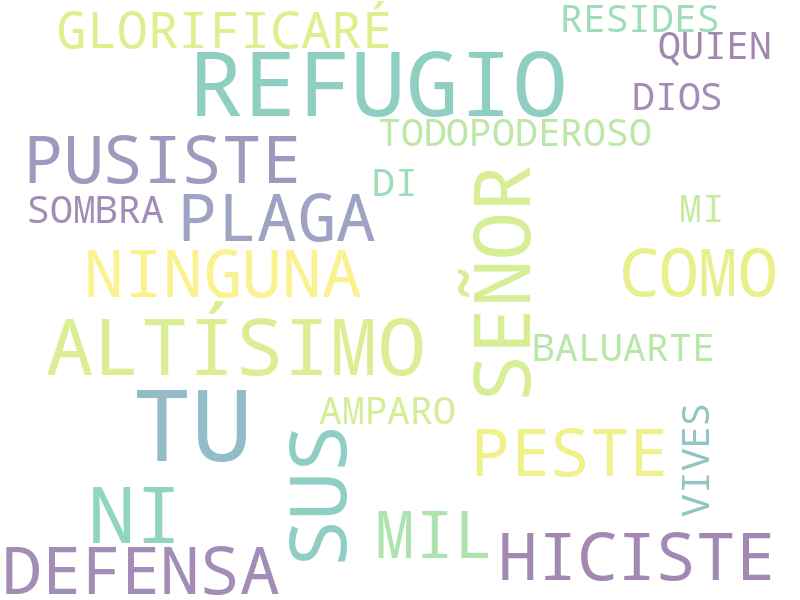 GLORIFICARÉ
RESIDES
QUIEN
REFUGIO
DIOS
TODOPODEROSO
PUSISTE
DI
SOMBRA
PLAGA
MI
SEÑOR
NINGUNA
COMO
ALTÍSIMO
BALUARTE
TU
AMPARO
SUS
PESTE
VIVES
NI
MIL
HICISTE
DEFENSA